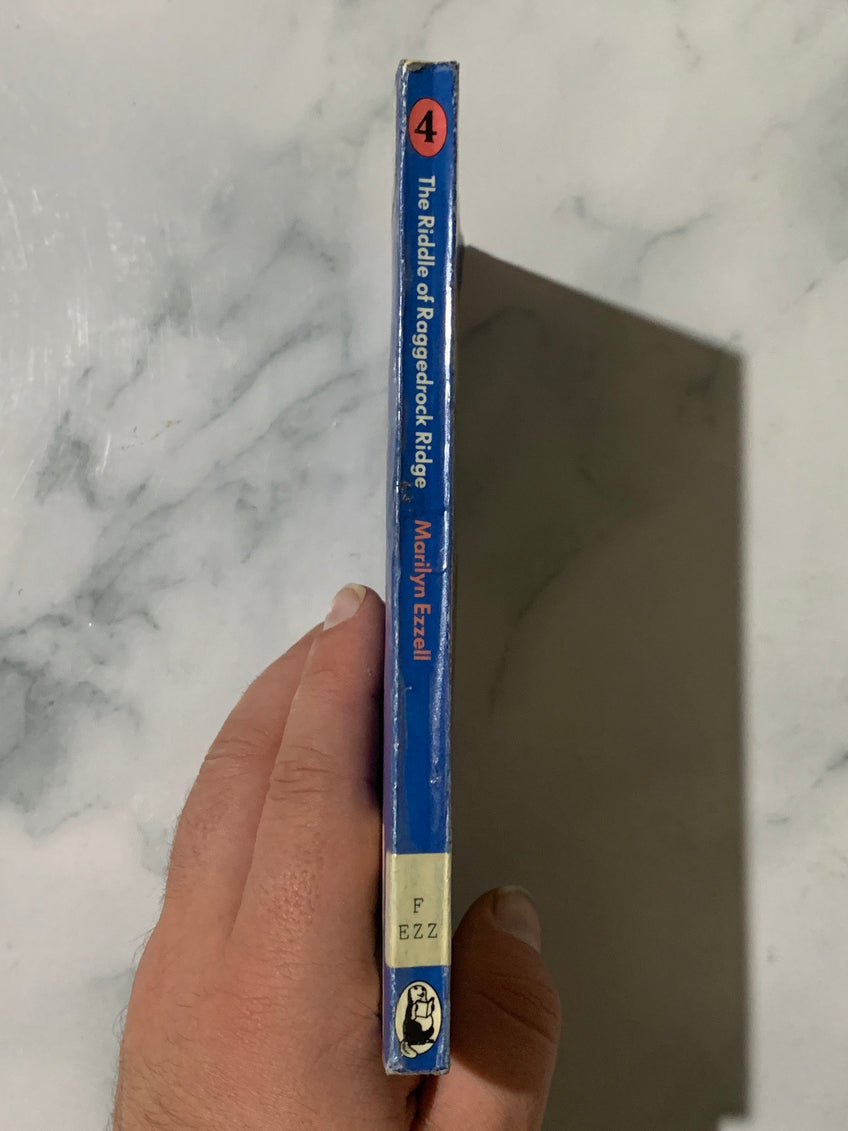 4
The Riddle of Raggedrock Ridge
Marilyn Ezzell
F
EZZ